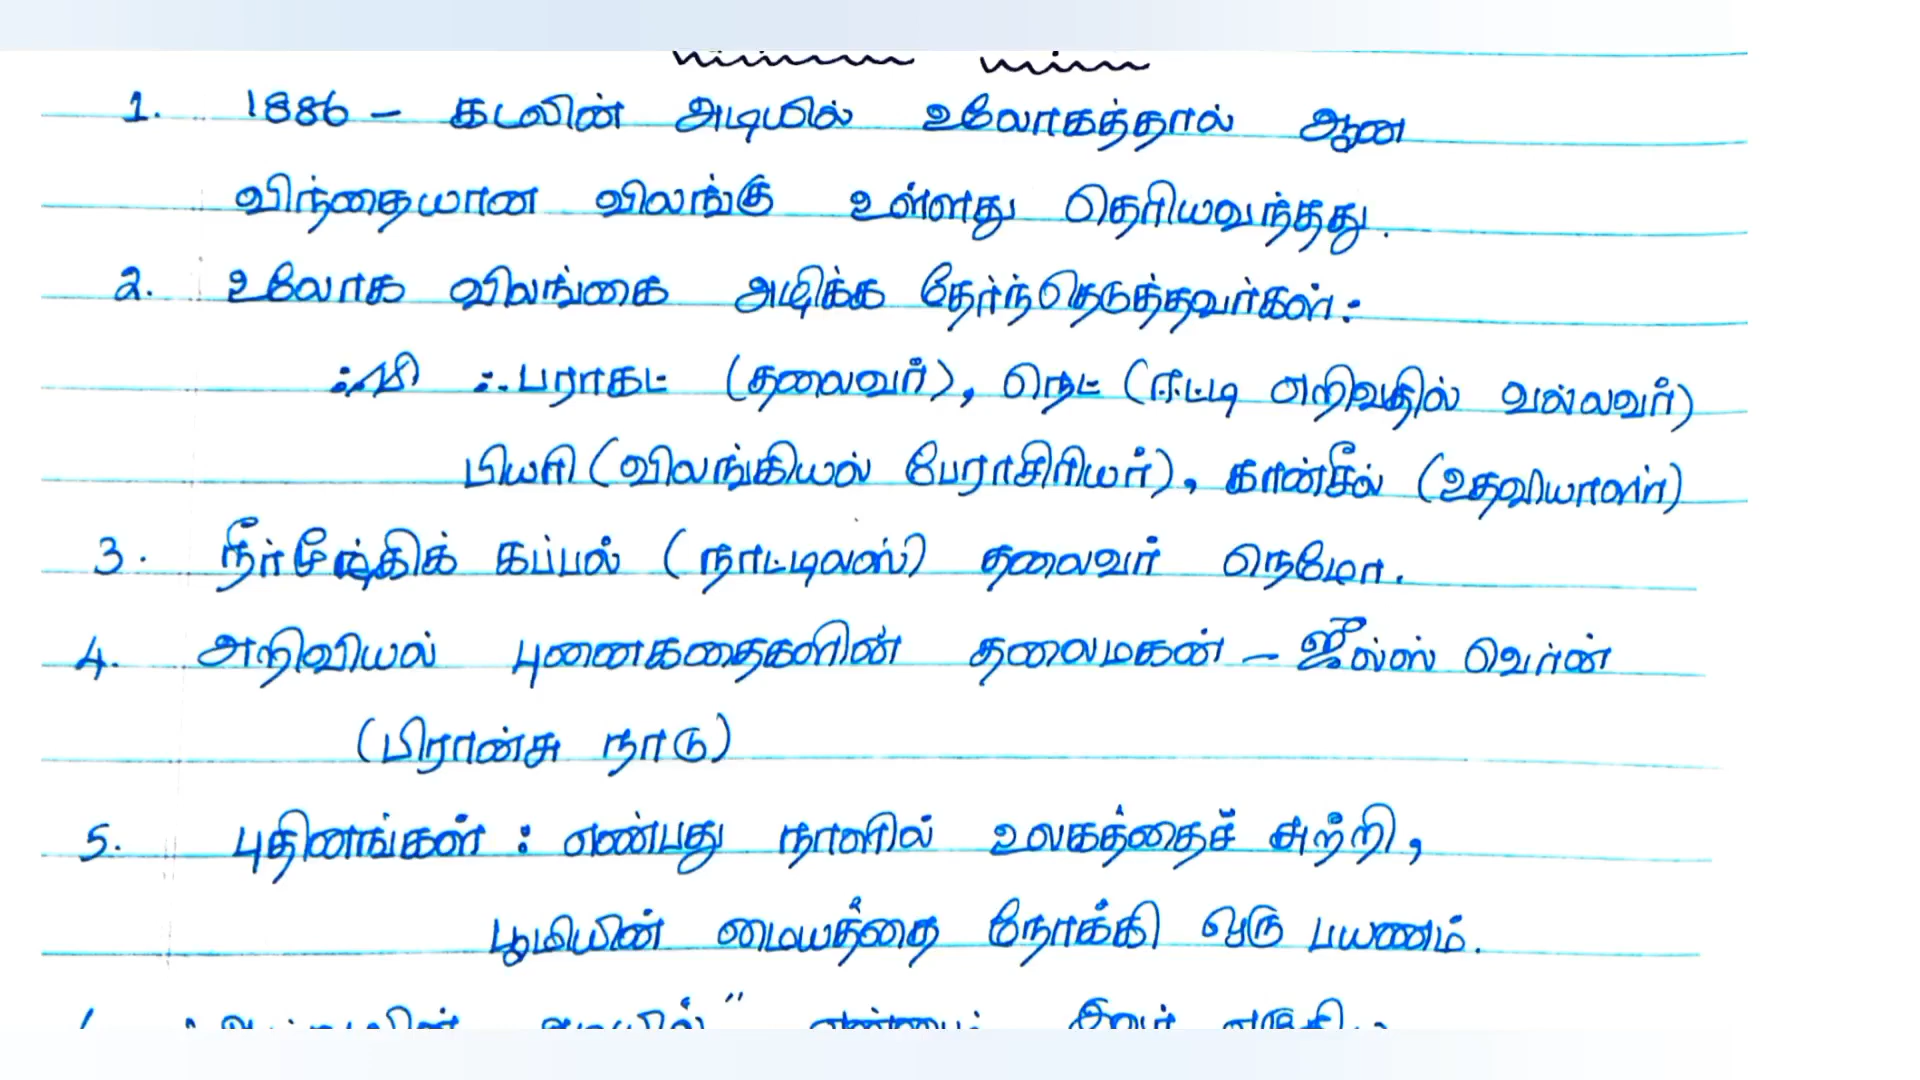 1. 1886 - கடலின் அடியில் உலோகத்தால் ஆன
விந்தையான விலங்கு உள்ளது தெரியவந்தது.
2. உலோக விலங்கை அழிக்க தேர்ந்தெடுத்தவர்கள்:
ஃபராகட் (தலைவர்), நெட் (ஈட்டி எறிவதில் வல்லவர்)
பியரி (விலங்கியல் பேராசிரியர்), கான்சீல் (உதவியாளர்)
3. நீர்மூழ்கிக் கப்பல் (நாட்டிலஸ்) தலைவர் நெமோ.
4. அறிவியல் புனைகதைகளின் தலைமகன் - ஜீல்ஸ் வெர்ன்
(பிரான்சு நாடு)
5. புதினங்கள் : எண்பது நாளில் உலகத்தைச் சுற்றி,
பூமியின் மையத்தை நோக்கி ஒரு பயணம்.